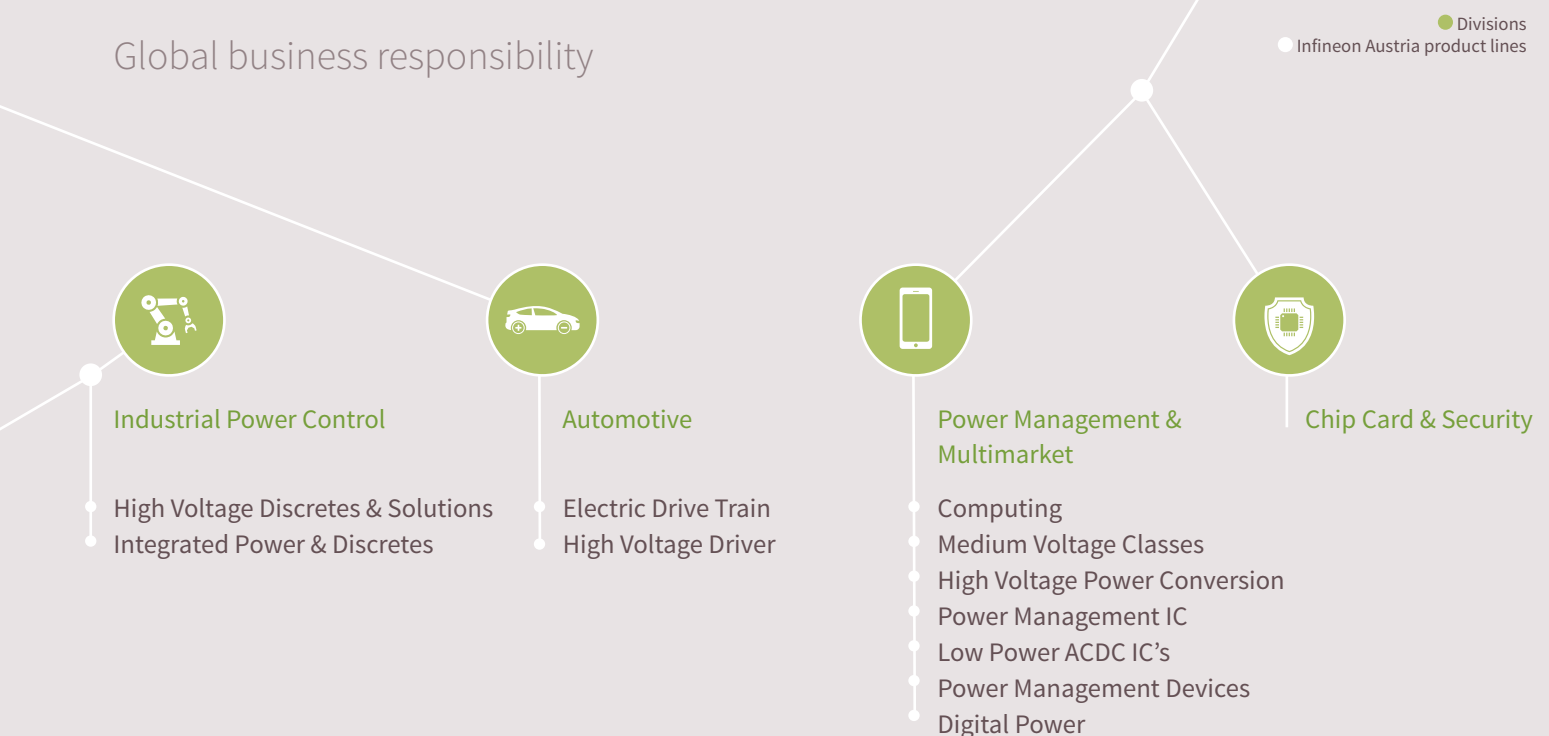 Global business responsibility
Divisions
Infineon Austria product lines
Industrial Power Control
High Voltage Discretes & Solutions
Integrated Power & Discretes
Automotive
Electric Drive Train
High Voltage Driver
Power Management &
Multimarket
Computing
Medium Voltage Classes
High Voltage Power Conversion
Power Management IC
Low Power ACDC IC’s
Power Management Devices
Digital Power
Chip Card & Security